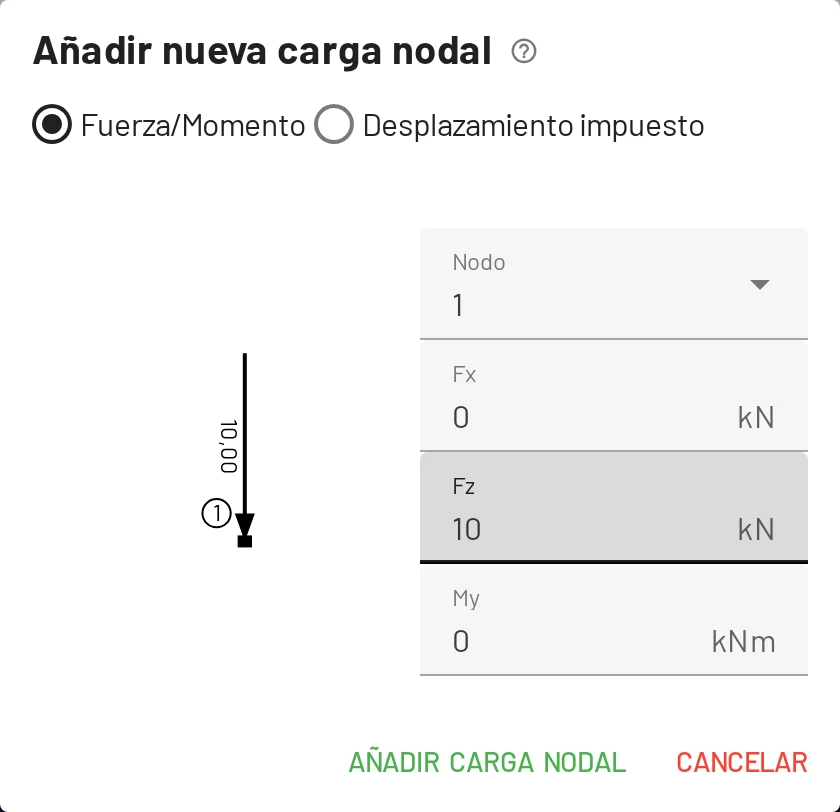 Añadir nueva carga nodal ?
Fuerza/Momento Desplazamiento impuesto
Nodo
1
Fx
0 kN
10,00
Fz
10 kN
1
My
0 kNm
AÑADIR CARGA NODAL CANCELAR